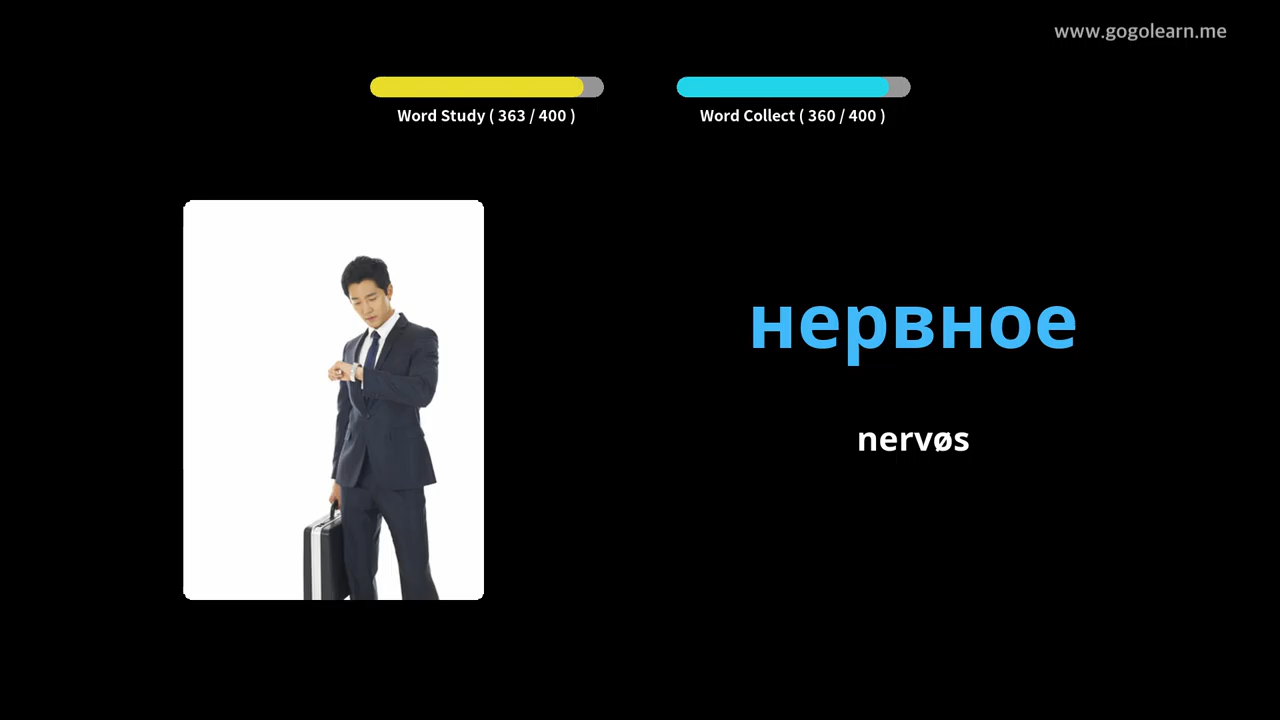 www.gogolearn.me
Word Study ( 363 / 400 )
Word Collect ( 360 / 400 )
нервное
nervøs